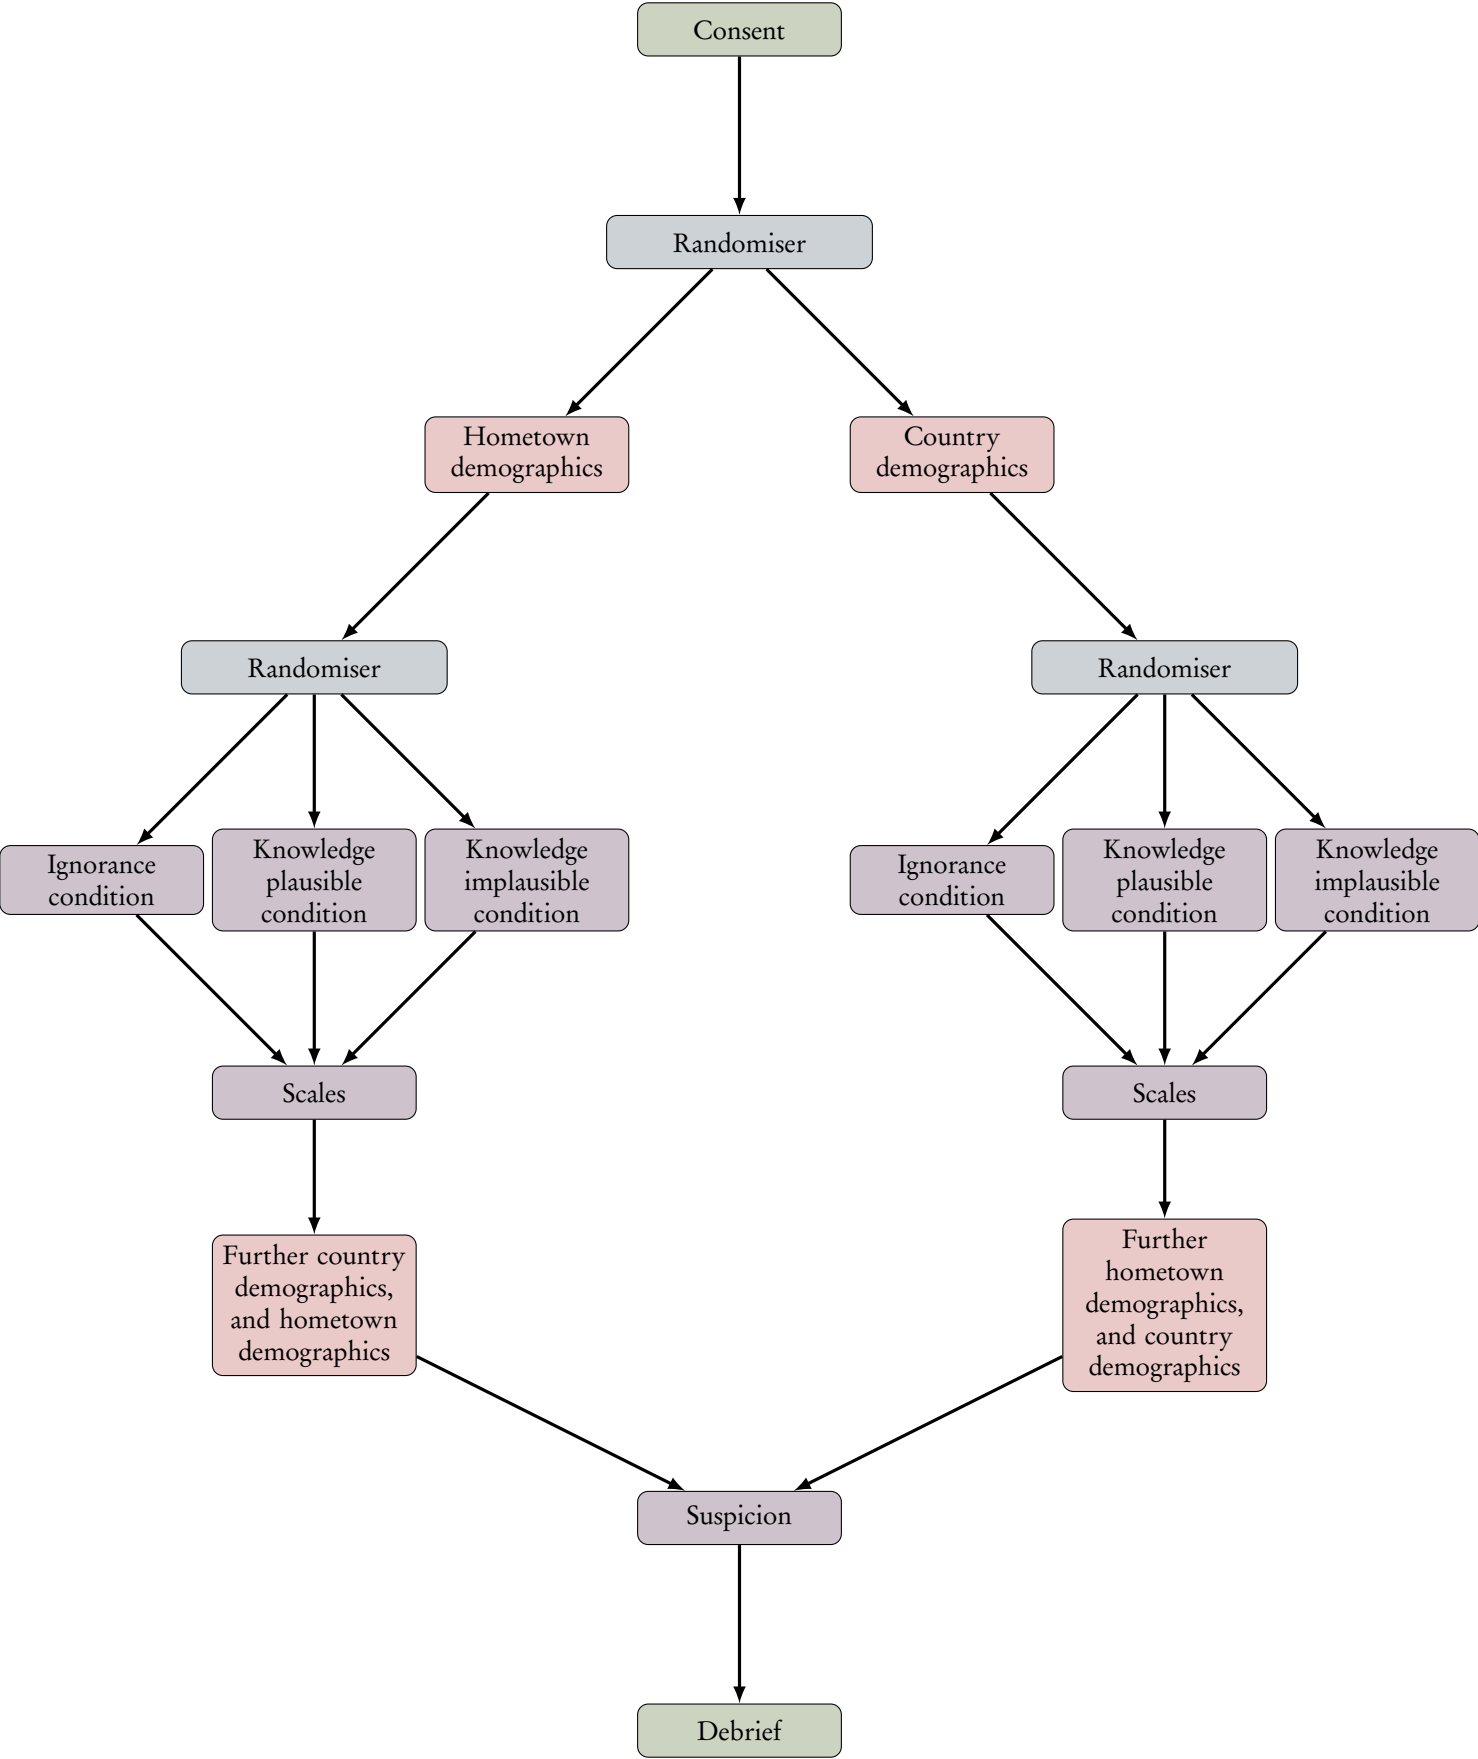 Consent
Randomiser
Hometown
demographics
Country
demographics
Randomiser
Randomiser
Ignorance
condition
Knowledge
plausible
condition
Knowledge
implausible
condition
Ignorance
condition
Knowledge
plausible
condition
Knowledge
implausible
condition
Scales
Scales
Further country
demographics,
and hometown
demographics
Further
hometown
demographics,
and country
demographics
Suspicion
Debrief